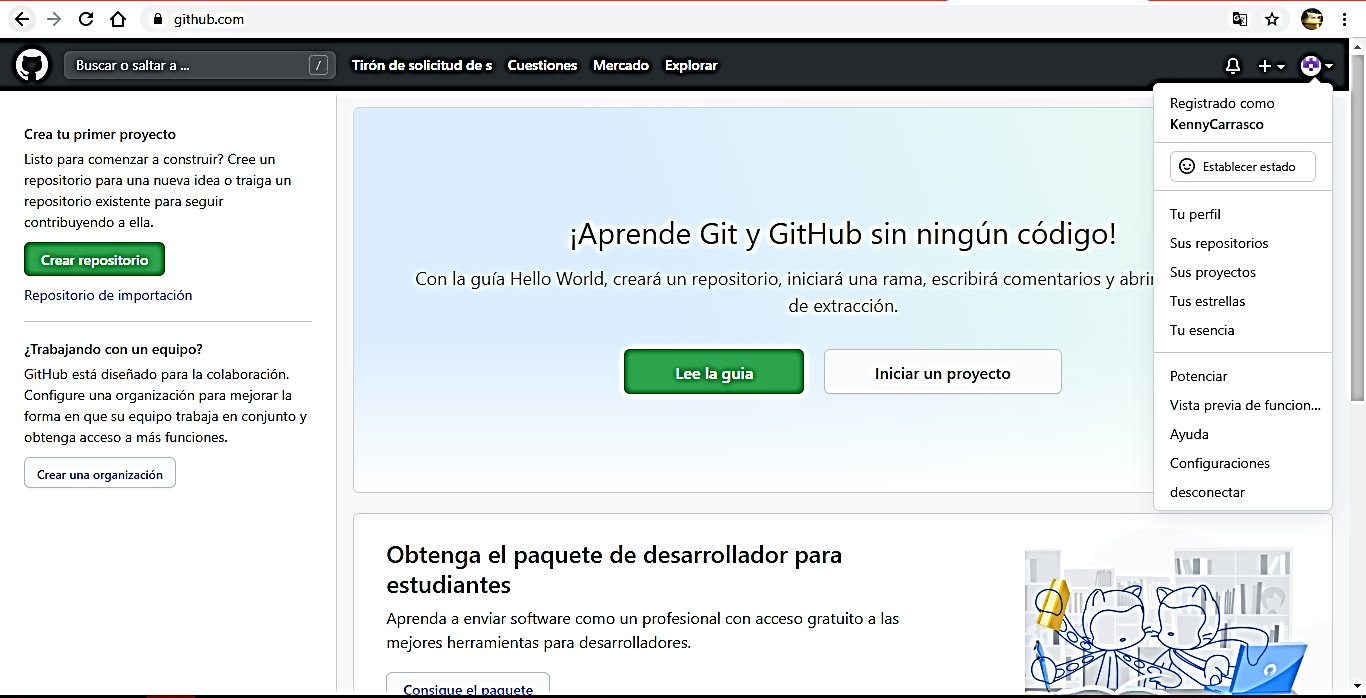 github.com
Buscar o saltar a ...
/
Tirón de solicitud de s
Cuestiones
Mercado
Explorar
Crea tu primer proyecto
Listo para comenzar a construir? Cree un
repositorio para una nueva idea o traiga un
repositorio existente para seguir
contribuyendo a ella.
Crear repositorio
Repositorio de importación
¿Trabajando con un equipo?
GitHub está diseñado para la colaboración.
Configure una organización para mejorar la
forma en que su equipo trabaja en conjunto y
obtenga acceso a más funciones.
Crear una organización
¡Aprende Git y GitHub sin ningún código!
Con la guía Hello World, creará un repositorio, iniciará una rama, escribirá comentarios y abrir
de extracción.
Lee la guia
Iniciar un proyecto
Obtenga el paquete de desarrollador para
estudiantes
Aprenda a enviar software como un profesional con acceso gratuito a las
mejores herramientas para desarrolladores.
Consigue el paquete
Registrado como
KennyCarrasco
Establecer estado
Tu perfil
Sus repositorios
Sus proyectos
Tus estrellas
Tu esencia
Potenciar
Vista previa de funcion...
Ayuda
Configuraciones
desconectar